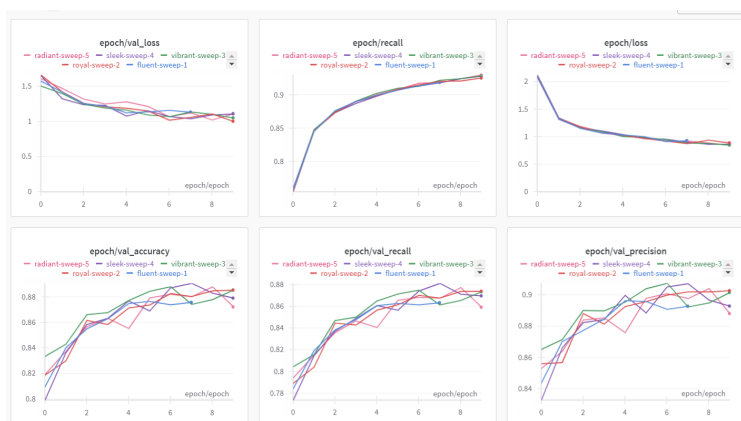 epoch/val_loss
radiant-sweep-5 sleek-sweep-4 vibrant-sweep-3
royal-sweep-2 fluent-sweep-1
1.5
1
0.5
0
epoch/epoch
0 2 4 6 8
epoch/recall
radiant-sweep-5 sleek-sweep-4 vibrant-sweep-3
royal-sweep-2 fluent-sweep-1
0.9
0.85
0.8
epoch/epoch
0 2 4 6 8
epoch/loss
radiant-sweep-5 sleek-sweep-4 vibrant-sweep-3
royal-sweep-2 fluent-sweep-1
2
1.5
1
0.5
0
epoch/epoch
0 2 4 6 8
epoch/val_accuracy
radiant-sweep-5 sleek-sweep-4 vibrant-sweep-3
royal-sweep-2 fluent-sweep-1
0.88
0.86
0.84
0.82
0.8
epoch/epoch
0 2 4 6 8
epoch/val_recall
radiant-sweep-5 sleek-sweep-4 vibrant-sweep-3
royal-sweep-2 fluent-sweep-1
0.88
0.86
0.84
0.82
0.8
0.78
epoch/epoch
0 2 4 6 8
epoch/val_precision
radiant-sweep-5 sleek-sweep-4 vibrant-sweep-3
royal-sweep-2 fluent-sweep-1
0.9
0.88
0.86
0.84
epoch/epoch
0 2 4 6 8